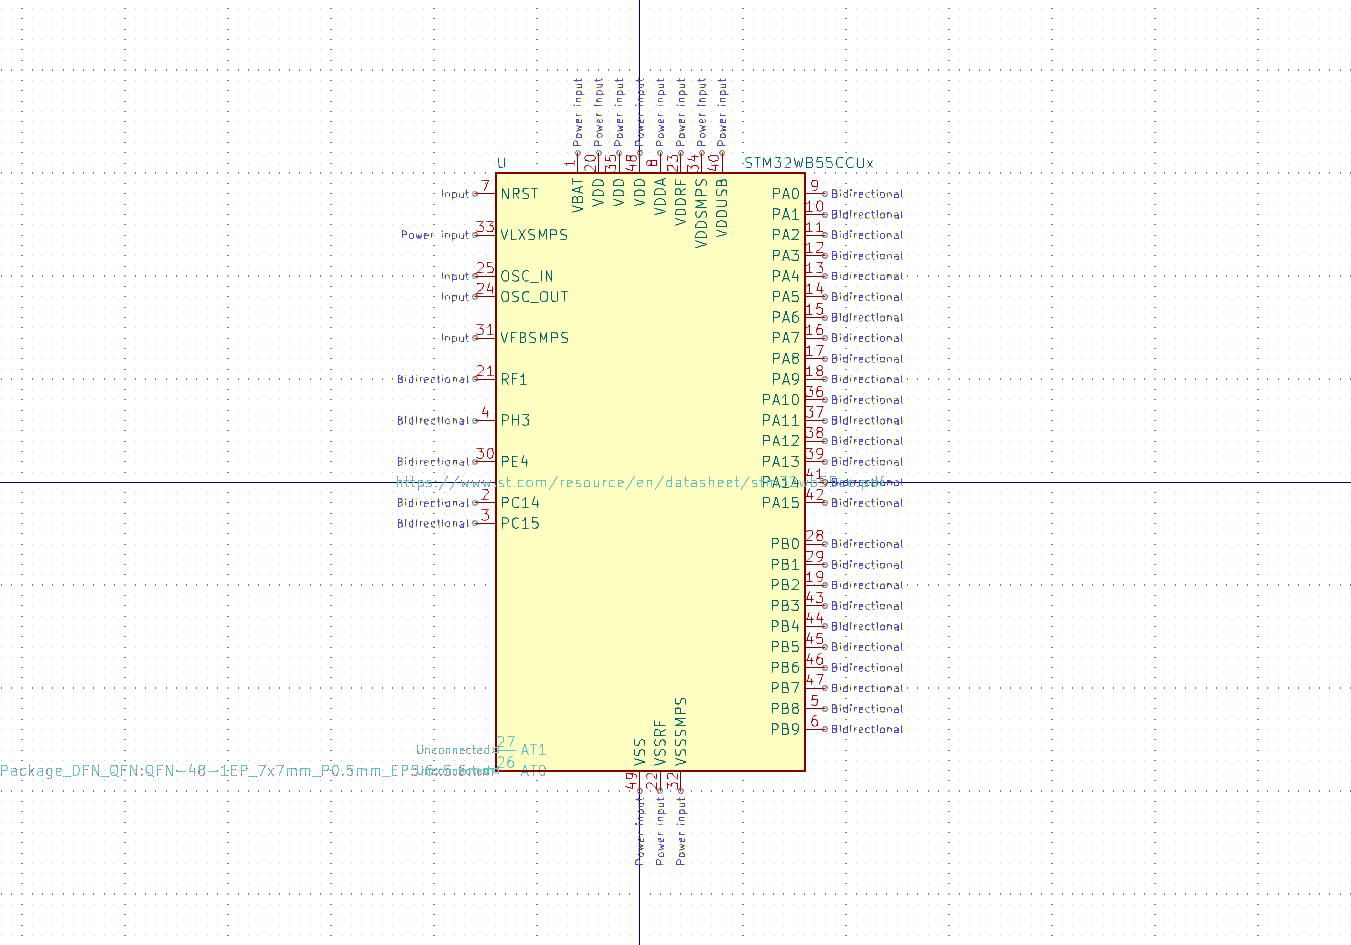 Power input
Power input
Power input
Power input
Power input
Power input
Power input
Power input
1
20
35
48
8
23
34
40
U
STM32WB55CCUx
VBAT
VDD
VDD
VDD
VDDA
VDDRF
VDDSMPS
VDDUSB
Input 7 NRST
Power input 33 VLXSMPS
Input 25 OSC_IN
Input 24 OSC_OUT
Input 31 VFBSMPS
Bidirectional 21 RF1
Bidirectional 4 PH3
Bidirectional 30 PE4
https://www.st.com/resource/en/datasheet/stm32wb55cc.pdf
Bidirectional 2 PC14
Bidirectional 3 PC15
PA0 9 Bidirectional
PA1 10 Bidirectional
PA2 11 Bidirectional
PA3 12 Bidirectional
PA4 13 Bidirectional
PA5 14 Bidirectional
PA6 15 Bidirectional
PA7 16 Bidirectional
PA8 17 Bidirectional
PA9 18 Bidirectional
PA10 36 Bidirectional
PA11 37 Bidirectional
PA12 38 Bidirectional
PA13 39 Bidirectional
PA14 41 Bidirectional
PA15 42 Bidirectional
PB0 28 Bidirectional
PB1 29 Bidirectional
PB2 19 Bidirectional
PB3 43 Bidirectional
PB4 44 Bidirectional
PB5 45 Bidirectional
PB6 46 Bidirectional
PB7 47 Bidirectional
PB8 5 Bidirectional
PB9 6 Bidirectional
Unconnected 27 AT1
Unconnected 26 AT0
Package_DFN_QFN:QFN-48-1EP_7x7mm_P0.5mm_EP5.6x5.6mm
VSS
VSSRF
VSSSMPS
49
22
32
Power input
Power input
Power input